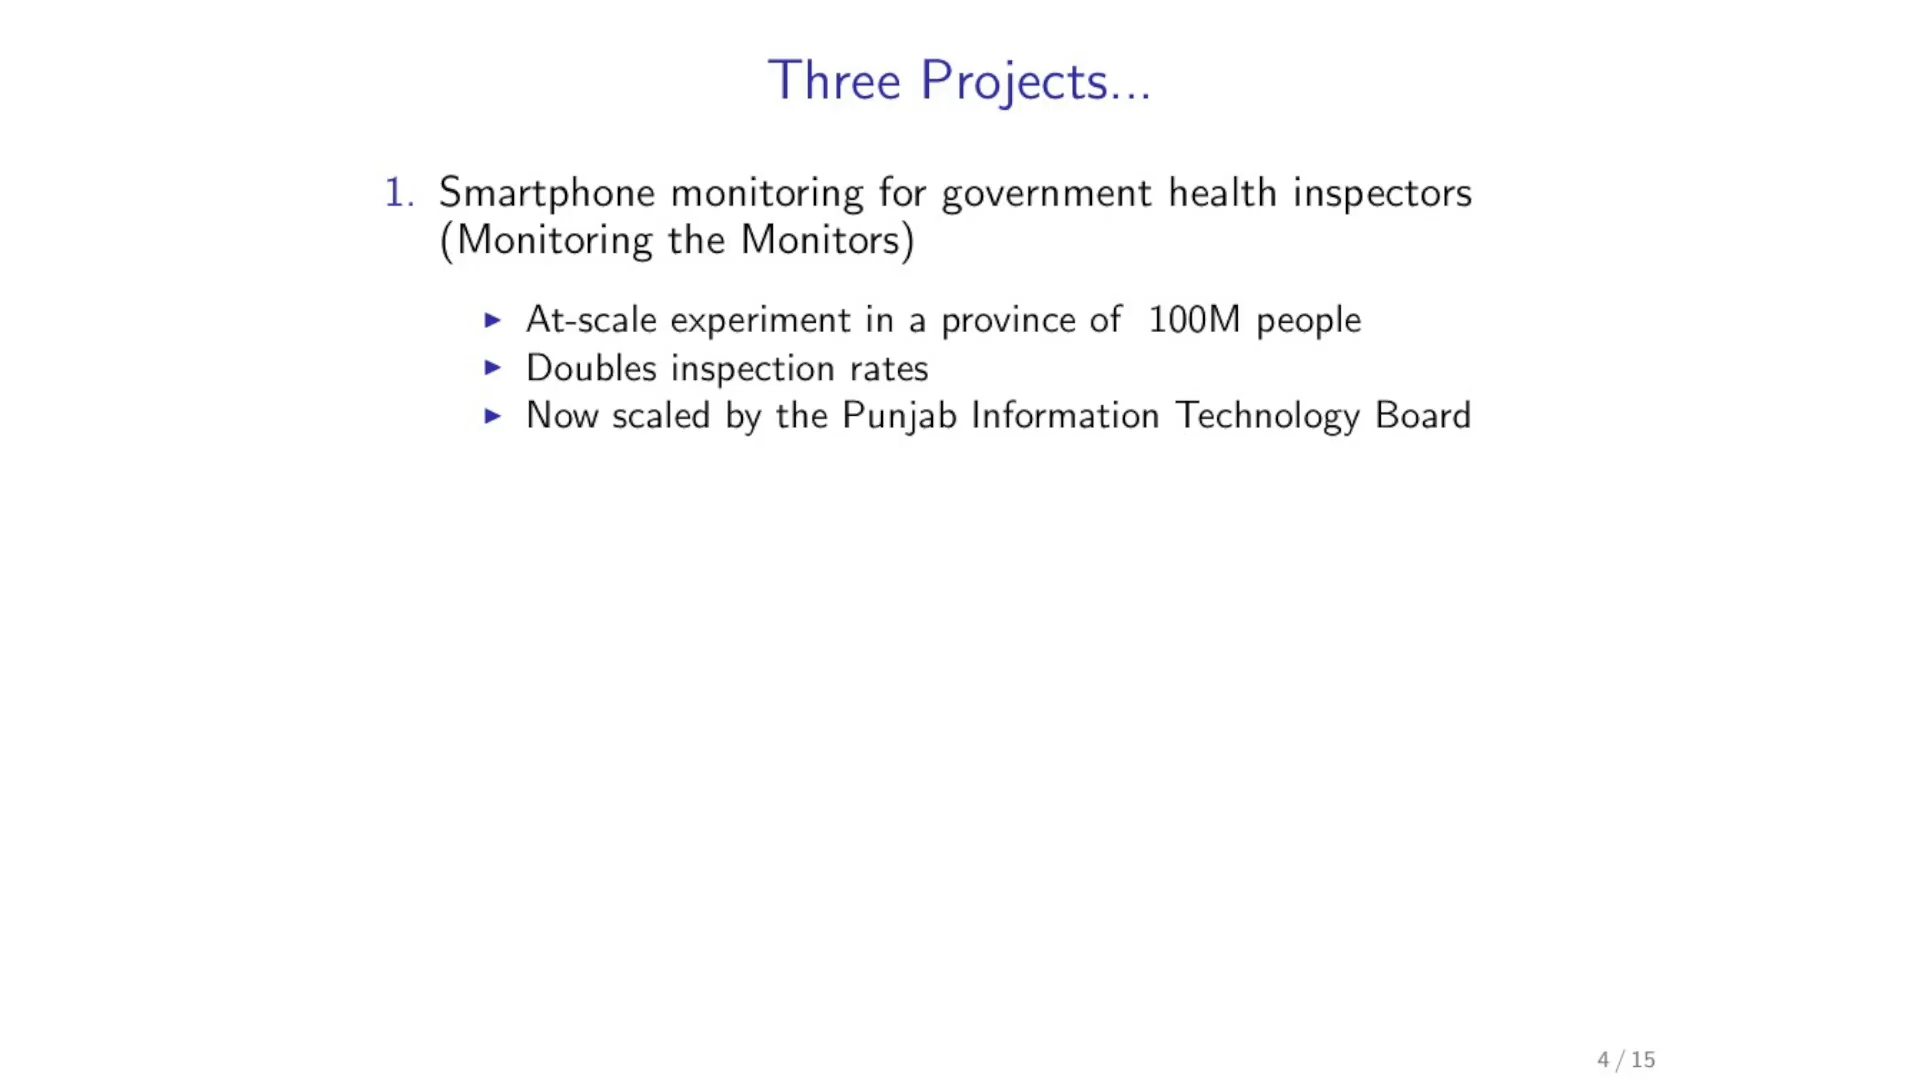 Three Projects...
1. Smartphone monitoring for government health inspectors
(Monitoring the Monitors)
▶ At-scale experiment in a province of 100M people
▶ Doubles inspection rates
▶ Now scaled by the Punjab Information Technology Board
4 / 15